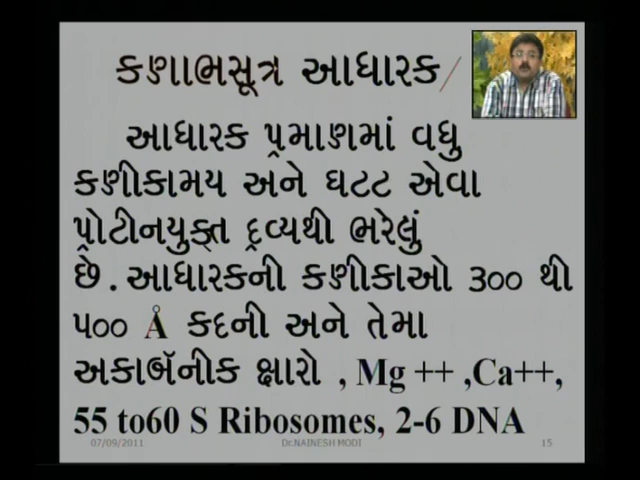 કણાભસૂત્ર આધારક/
આધારક પ્રમાણમાં વધુ
કણીકામય અને ઘટટ એવા
પ્રોટીનયુક્ત દ્રવ્યથી ભરેલું
છે.આધારકની કણીકાઓ ૩૦૦ થી
૫૦૦ Å કદની અને તેમા
અકાર્બનીક ક્ષારો , Mg ++ ,Ca++,
55 to60 S Ribosomes, 2-6 DNA
07/09/2011 Dr.NAINESH MODI 15